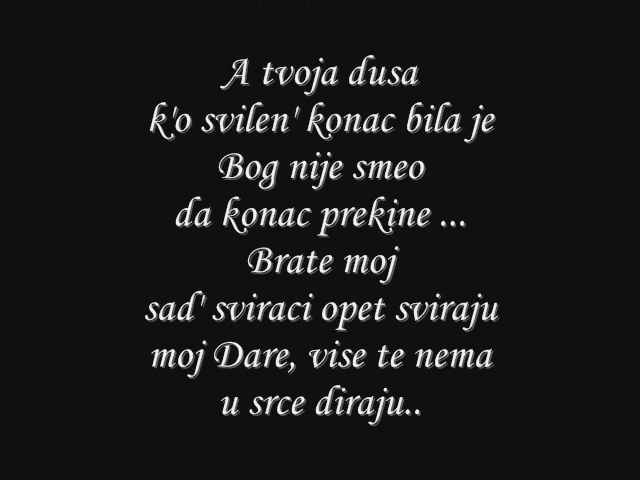 A tvoja dusa
k'o svilen' konac bila je
Bog nije smeo
da konac prekine ...
Brate moj
sad' sviraci opet sviraju
moj Dare, vise te nema
u srce diraju..